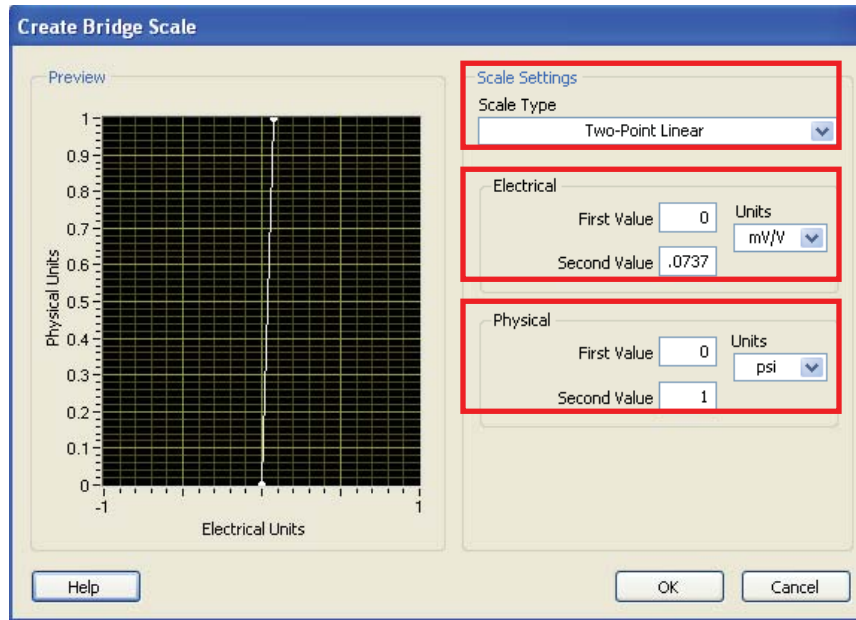 Create Bridge Scale
Preview
1
0.9
0.8
0.7
0.6
0.5
0.4
0.3
0.2
0.1
0
Physical Units
-1 1
Electrical Units
Scale Settings
Scale Type
Two-Point Linear
Electrical
First Value 0 Units
mV/V
Second Value .0737
Physical
First Value 0 Units
psi
Second Value 1
Help OK Cancel